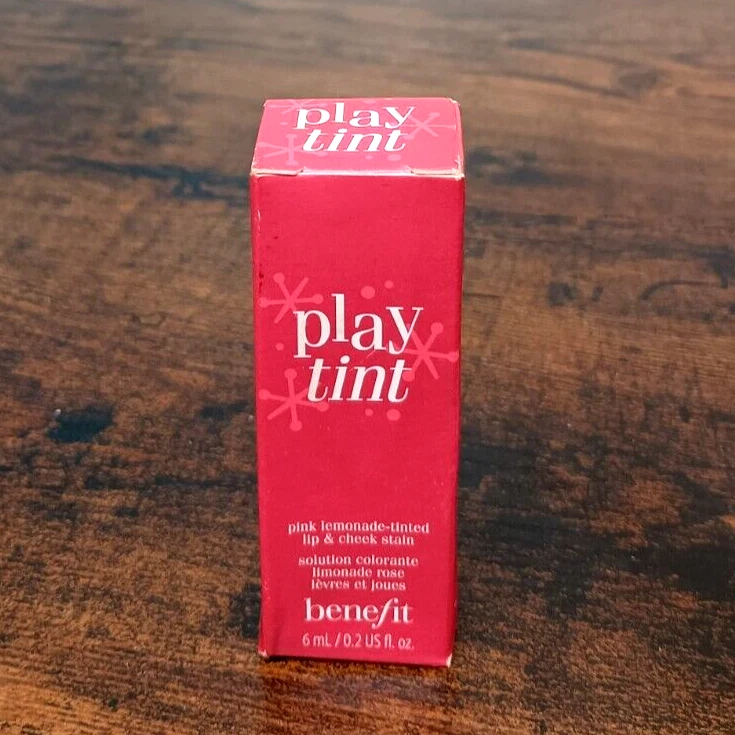 play
tint
play
tint
pink lemonade-tinted
lip & cheek stain
solution colorante
limonade rose
lèvres et joues
benefit
6 mL / 0.2 US fl. oz.